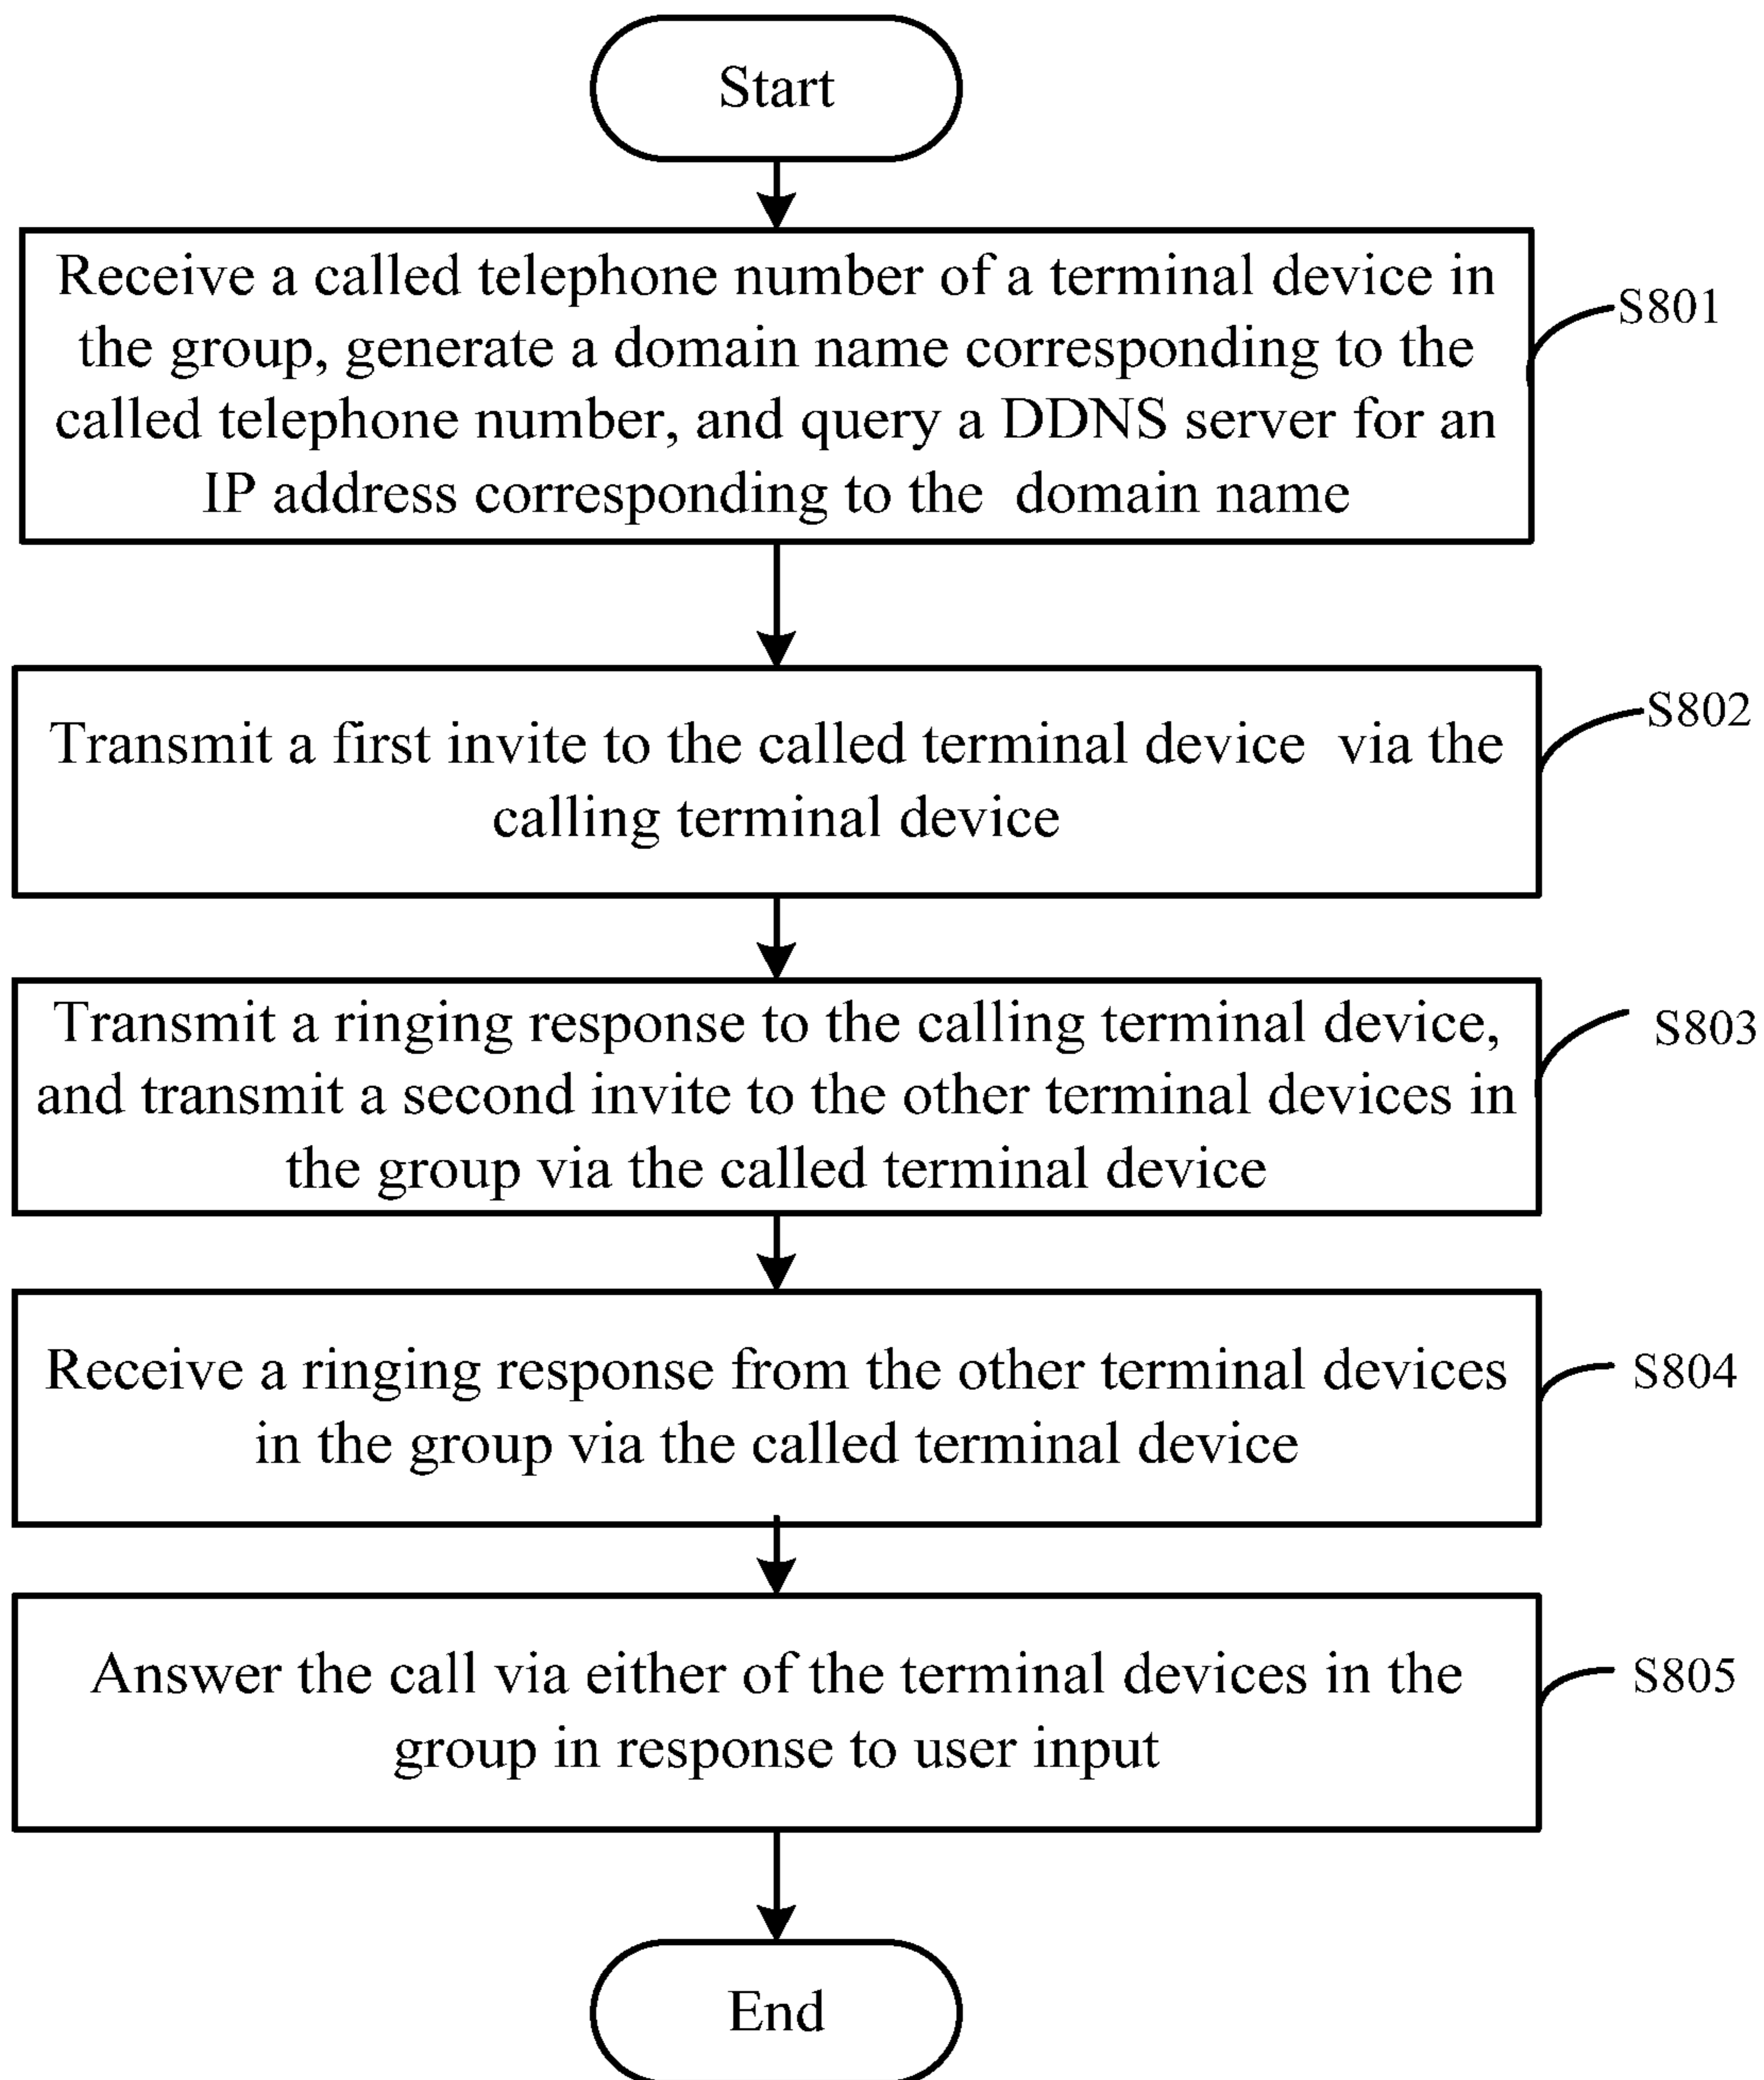 Start
Receive a called telephone number of a terminal device in
the group, generate a domain name corresponding to the
called telephone number, and query a DDNS server for an
IP address corresponding to the domain name
S801
Transmit a first invite to the called terminal device via the
calling terminal device
S802
Transmit a ringing response to the calling terminal device,
and transmit a second invite to the other terminal devices in
the group via the called terminal device
S803
Receive a ringing response from the other terminal devices
in the group via the called terminal device
S804
Answer the call via either of the terminal devices in the
group in response to user input
S805
End